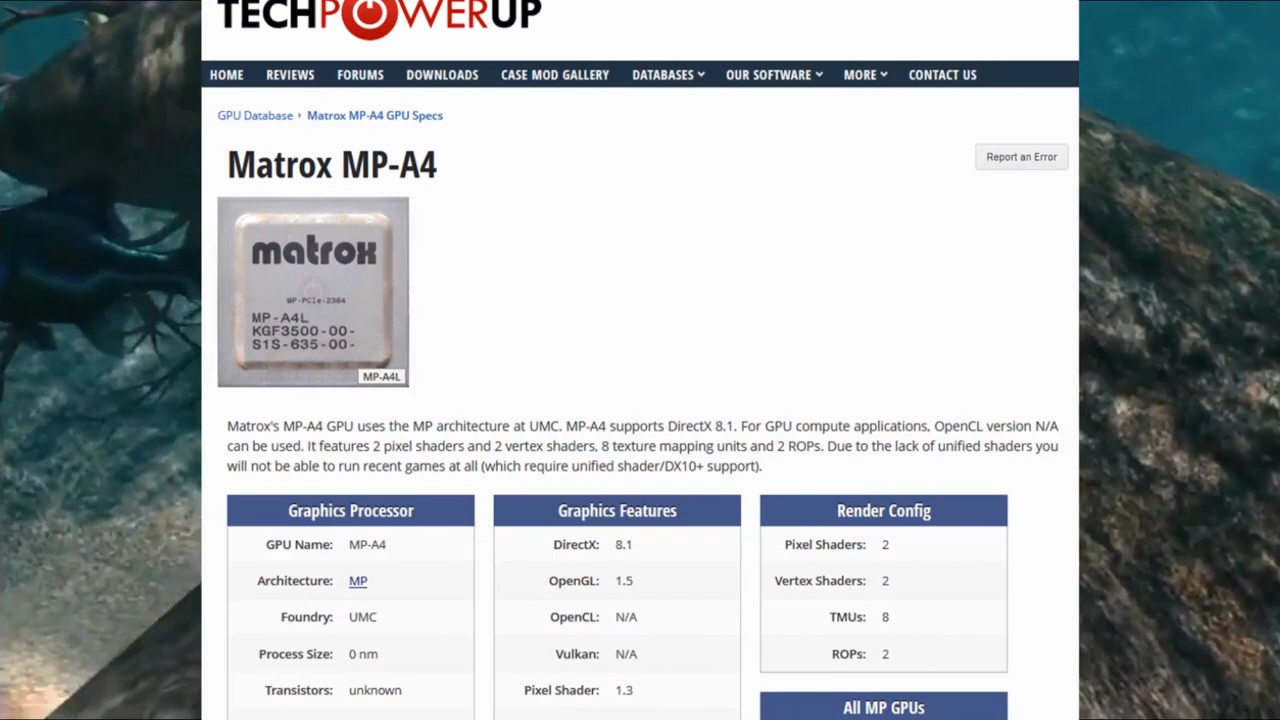 TECHPOWERUP
HOME REVIEWS FORUMS DOWNLOADS CASE MOD GALLERY DATABASES OUR SOFTWARE MORE CONTACT US
GPU Database Matrox MP-A4 GPU Specs
Matrox MP-A4
Report an Error
matrox
MP-PCIe-2304
MP-A4L
KGF3500-00-
S1S-635-00-
MP-A4L
Matrox's MP-A4 GPU uses the MP architecture at UMC. MP-A4 supports DirectX 8.1. For GPU compute applications, OpenCL version N/A
can be used. It features 2 pixel shaders and 2 vertex shaders, 8 texture mapping units and 2 ROPs. Due to the lack of unified shaders you
will not be able to run recent games at all (which require unified shader/DX10+ support).
Graphics Processor
GPU Name: MP-A4
Architecture: MP
Foundry: UMC
Process Size: 0 nm
Transistors: unknown
Graphics Features
DirectX: 8.1
OpenGL: 1.5
OpenCL: N/A
Vulkan: N/A
Pixel Shader: 1.3
Render Config
Pixel Shaders: 2
Vertex Shaders: 2
TMUs: 8
ROPs: 2
All MP GPUs